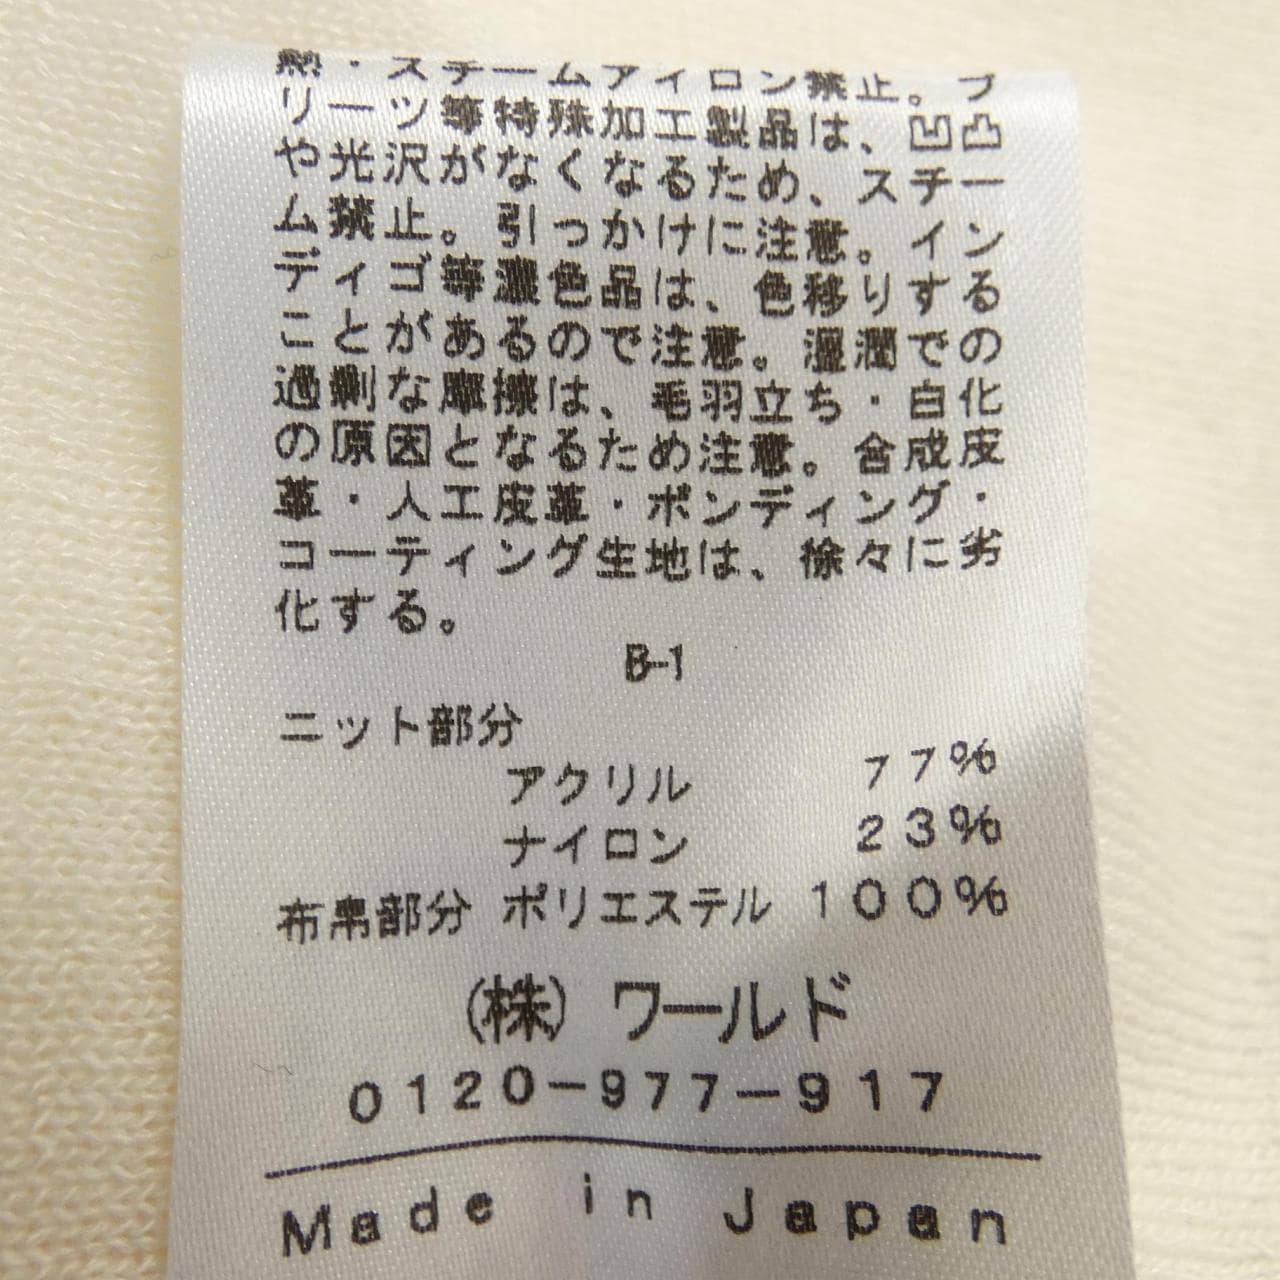 熱・スチームアイロン禁止。プ
リーツ等特殊加工製品は、凹凸
や光沢がなくなるため、スチー
ム禁止。引っかけに注意。イン
ディゴ等濃色品は、色移りする
ことがあるので注意。湿潤での
過剰な摩擦は、毛羽立ち・白化
の原因となるため注意。合成皮
革・人工皮革・ボンディング・
コーティング生地は、徐々に劣
化する。
B-1
ニット部分
アクリル 77%
ナイロン 23%
布帛部分 ポリエステル 100%
(株) ワールド
0120-977-917
Made in Japan